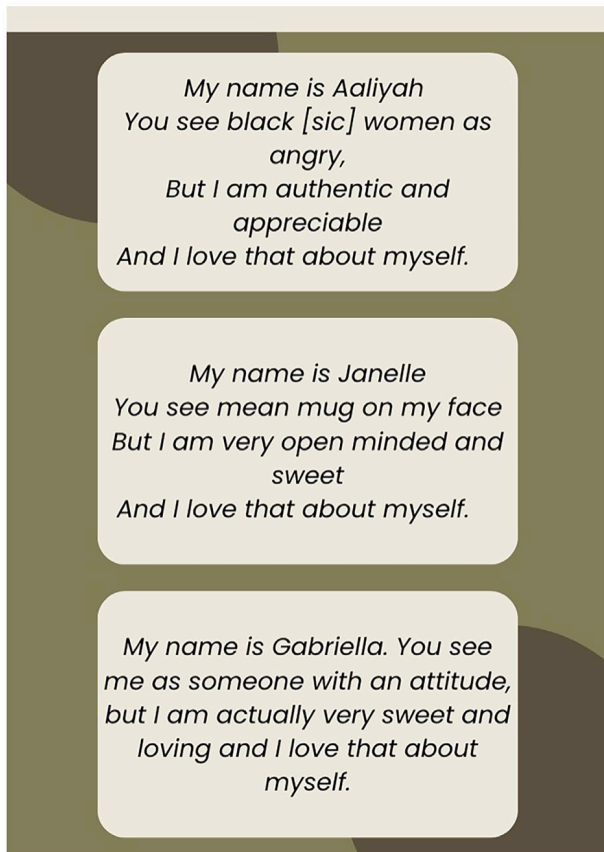 My name is Aaliyah
You see black [sic] women as
angry,
But I am authentic and
appreciable
And I love that about myself.
My name is Janelle
You see mean mug on my face
But I am very open minded and
sweet
And I love that about myself.
My name is Gabriella. You see
me as someone with an attitude,
but I am actually very sweet and
loving and I love that about
myself.